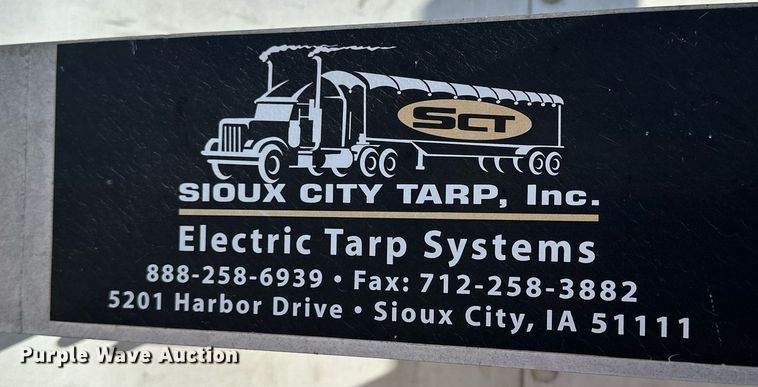 SCT
SIOUX CITY TARP, Inc.
Electric Tarp Systems
888-258-6939 • Fax: 712-258-3882
5201 Harbor Drive • Sioux City, IA 51111
Purple Wave Auction